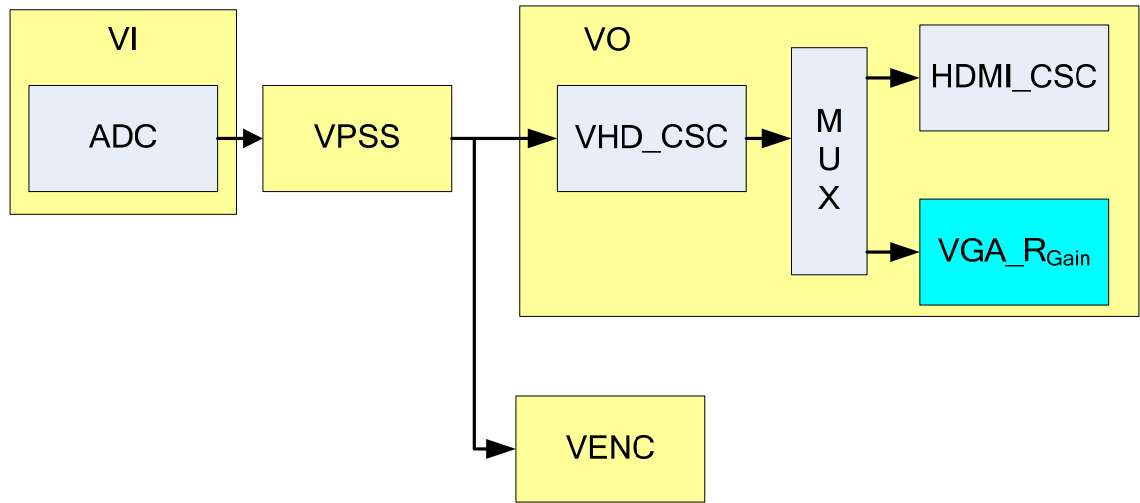 VI
VO
ADC
VPSS
VHD_CSC
M
U
X
HDMI_CSC
VGA_RGain
VENC